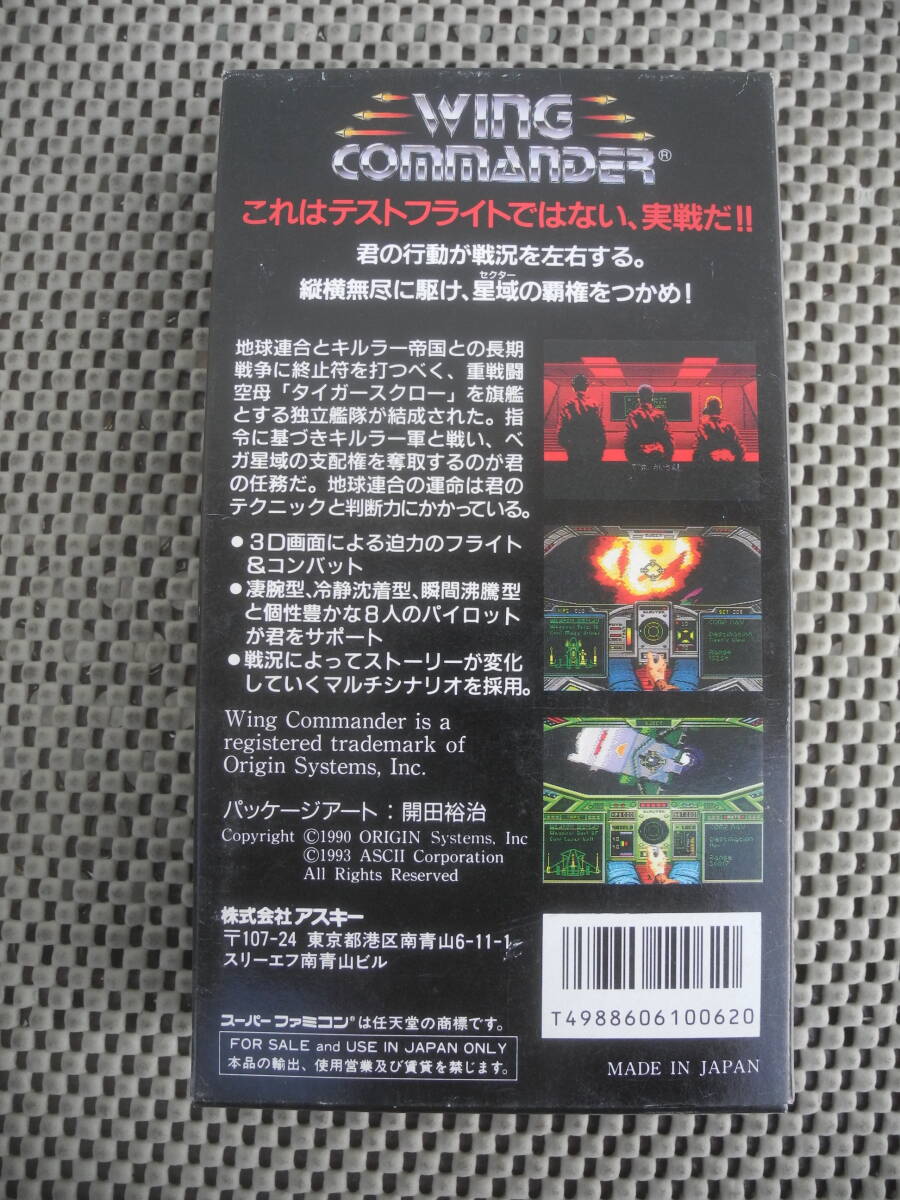 WING
COMMANDER®
これはテストフライトではない、実戦だ!!
君の行動が戦況を左右する。
セクター
縦横無尽に駆け、星域の覇権をつかめ!
地球連合とキルラー帝国との長期
戦争に終止符を打つべく、重戦闘
空母「タイガースクロー」を旗艦
とする独立艦隊が結成された。指
令に基づきキルラー軍と戦い、ベ
ガ星域の支配権を奪取するのが君
の任務だ。地球連合の運命は君の
テクニックと判断力にかかっている。
●3D画面による迫力のフライト
&コンバット
●凄腕型、冷静沈着型、瞬間沸騰型
と個性豊かな8人のパイロット
が君をサポート
●戦況によってストーリーが変化
していくマルチシナリオを採用。
Wing Commander is a
registered trademark of
Origin Systems, Inc.
パッケージアート：開田裕治
Copyright ©1990 ORIGIN Systems, Inc
©1993 ASCII Corporation
All Rights Reserved
株式会社アスキー
〒107-24 東京都港区南青山6-11-1
スリーエフ南青山ビル
スーパーファミコン®は任天堂の商標です。
FOR SALE and USE IN JAPAN ONLY
本品の輸出、使用営業及び賃貸を禁じます。
EJECT
Destination
Range
EJECT
Destination
Range
T4988606100620
MADE IN JAPAN